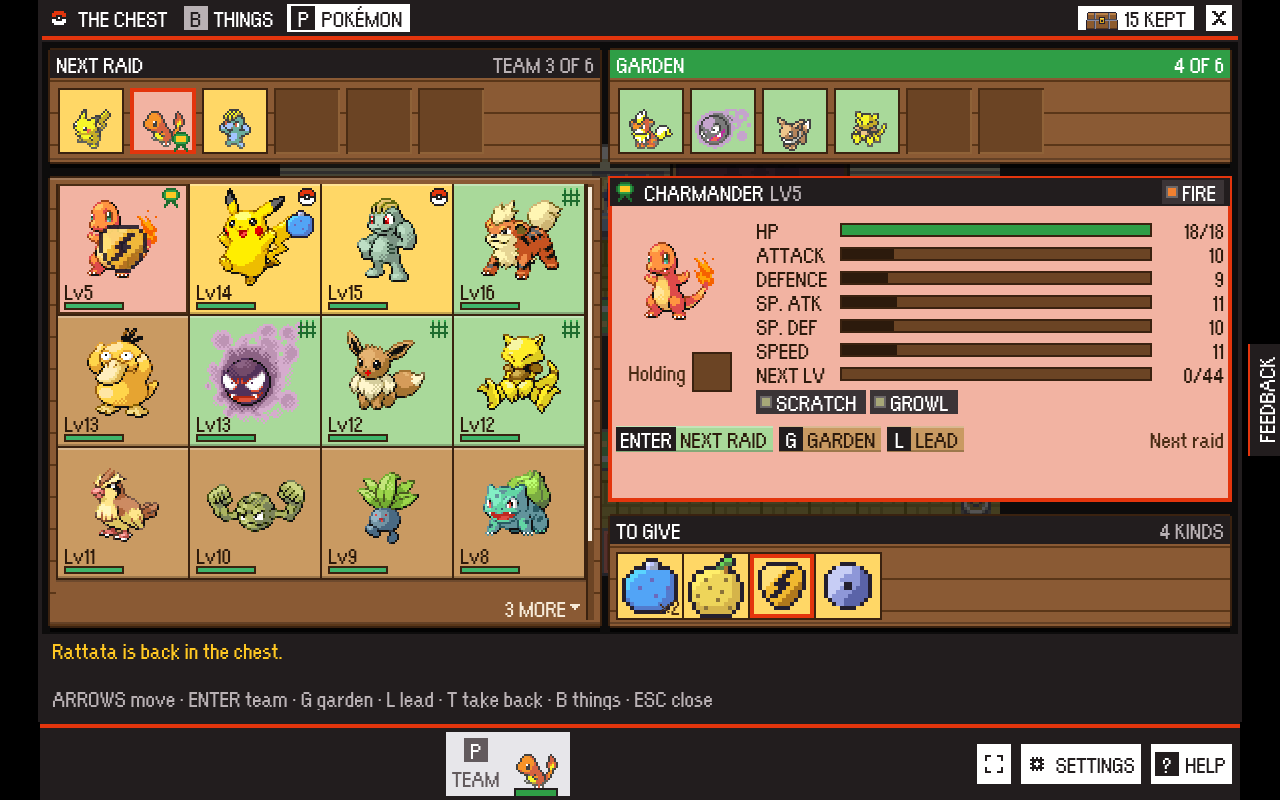 THE CHEST B THINGS P POKÉMON 15 KEPT X
NEXT RAID TEAM 3 OF 6
GARDEN 4 OF 6
Lv5 Lv14 Lv15 Lv16
Lv13 Lv13 Lv12 Lv12
Lv11 Lv10 Lv9 Lv8
3 MORE
CHARMANDER LV5 FIRE
HP 18/18
ATTACK 10
DEFENCE 9
SP. ATK 11
SP. DEF 10
SPEED 11
NEXT LV 0/44
Holding
SCRATCH GROWL
ENTER NEXT RAID G GARDEN L LEAD Next raid
TO GIVE 4 KINDS
2
Rattata is back in the chest.
ARROWS move · ENTER team · G garden · L lead · T take back · B things · ESC close
P
TEAM
SETTINGS ? HELP
FEEDBACK